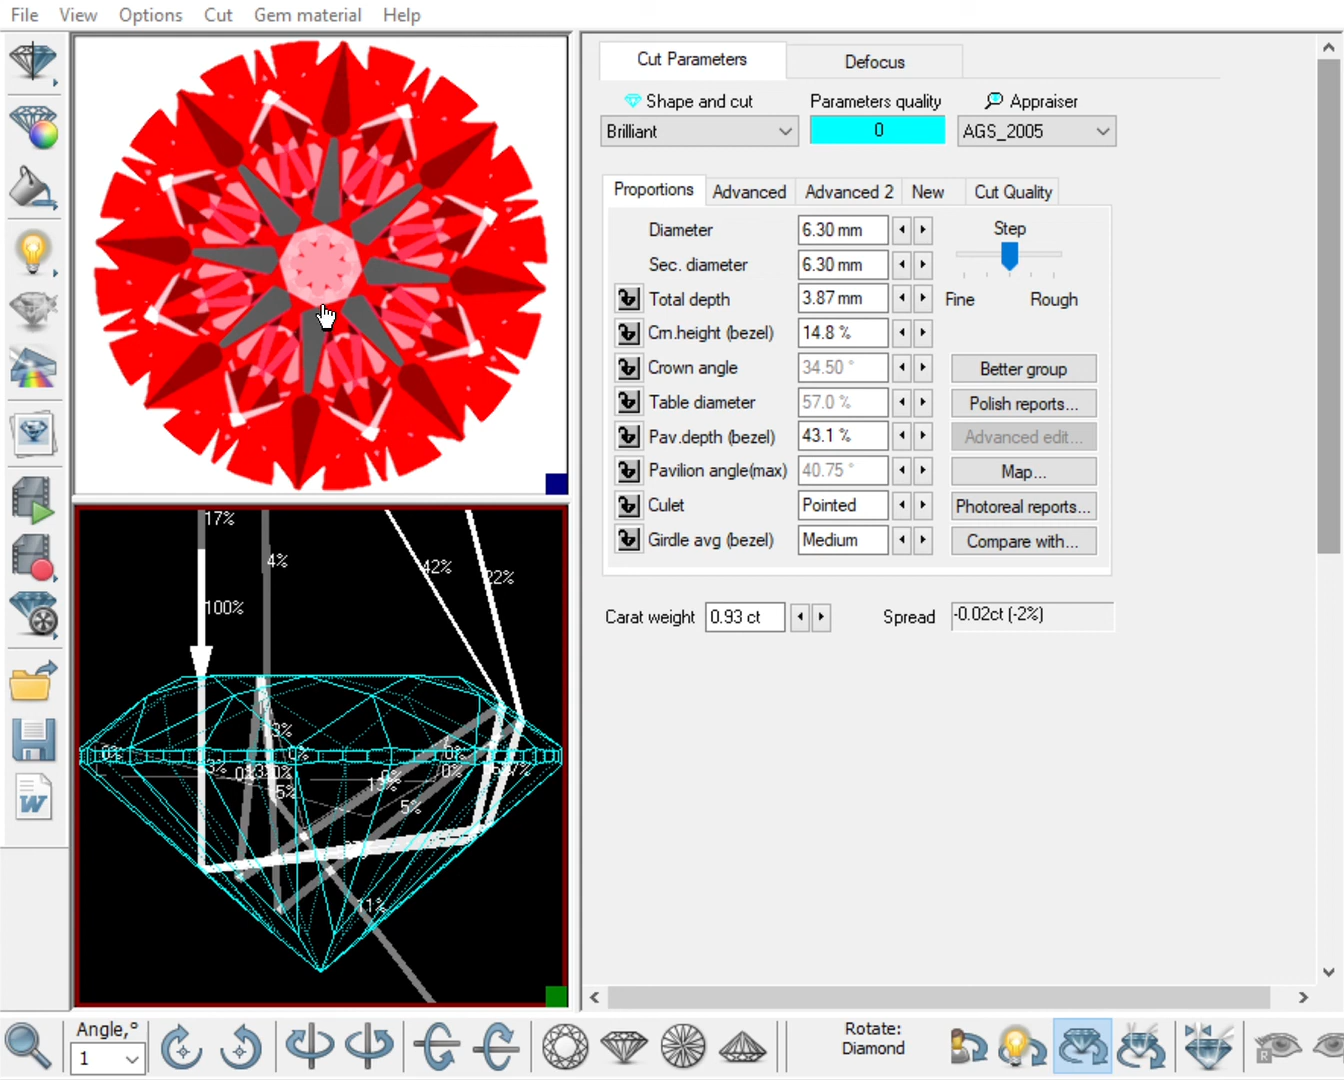 File View Options Cut Gem material Help
Cut Parameters Defocus
Shape and cut Parameters quality Appraiser
Brilliant 0 AGS_2005
Proportions Advanced Advanced 2 New Cut Quality
Diameter 6.30 mm Step
Sec. diameter 6.30 mm
Total depth 3.87 mm Fine Rough
Crn.height (bezel) 14.8 %
Crown angle 34.50 ° Better group
Table diameter 57.0 % Polish reports...
Pav.depth (bezel) 43.1 % Advanced edit...
Pavilion angle(max) 40.75 ° Map...
Culet Pointed Photoreal reports...
Girdle avg (bezel) Medium Compare with...
Carat weight 0.93 ct Spread -0.02ct (-2%)
17%
4% 42% 22%
100%
0% 0% 0%
3% 0% 0%
13%
5%
11%
W
Angle,° Rotate:
1 Diamond
R